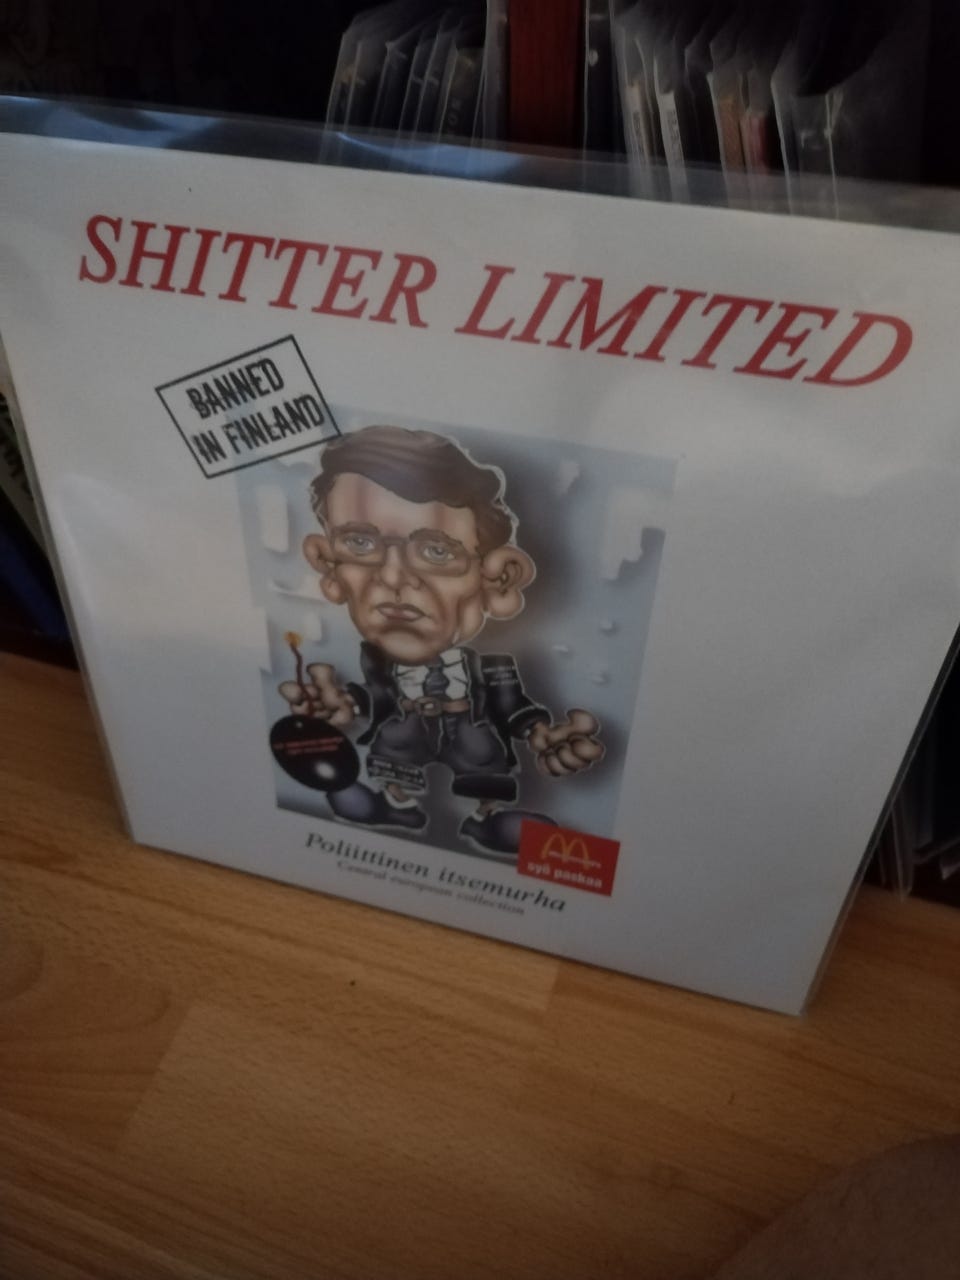 SHITTER LIMITED
BANNED
IN FINLAND
Poliittinen itsemurha
Central european collection
syö paskaa